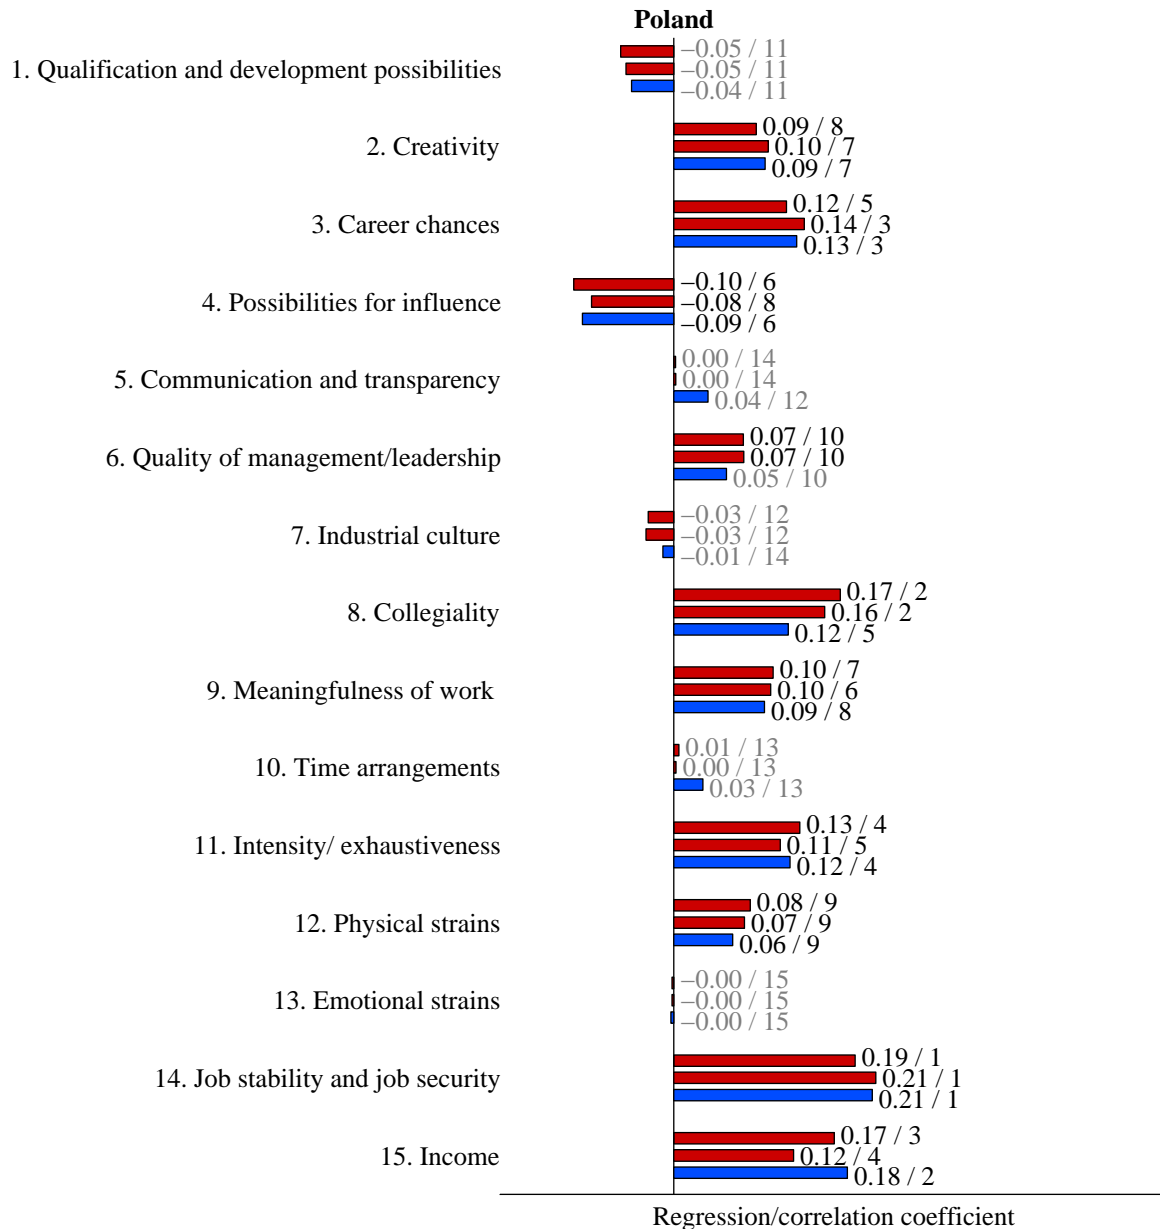 Poland
1. Qualification and development possibilities
–0.05 / 11
–0.05 / 11
–0.04 / 11
2. Creativity
0.09 / 8
0.10 / 7
0.09 / 7
3. Career chances
0.12 / 5
0.14 / 3
0.13 / 3
4. Possibilities for influence
–0.10 / 6
–0.08 / 8
–0.09 / 6
5. Communication and transparency
0.00 / 14
0.00 / 14
0.04 / 12
6. Quality of management/leadership
0.07 / 10
0.07 / 10
0.05 / 10
7. Industrial culture
–0.03 / 12
–0.03 / 12
–0.01 / 14
8. Collegiality
0.17 / 2
0.16 / 2
0.12 / 5
9. Meaningfulness of work
0.10 / 7
0.10 / 6
0.09 / 8
10. Time arrangements
0.01 / 13
0.00 / 13
0.03 / 13
11. Intensity/ exhaustiveness
0.13 / 4
0.11 / 5
0.12 / 4
12. Physical strains
0.08 / 9
0.07 / 9
0.06 / 9
13. Emotional strains
–0.00 / 15
–0.00 / 15
–0.00 / 15
14. Job stability and job security
0.19 / 1
0.21 / 1
0.21 / 1
15. Income
0.17 / 3
0.12 / 4
0.18 / 2
Regression/correlation coefficient